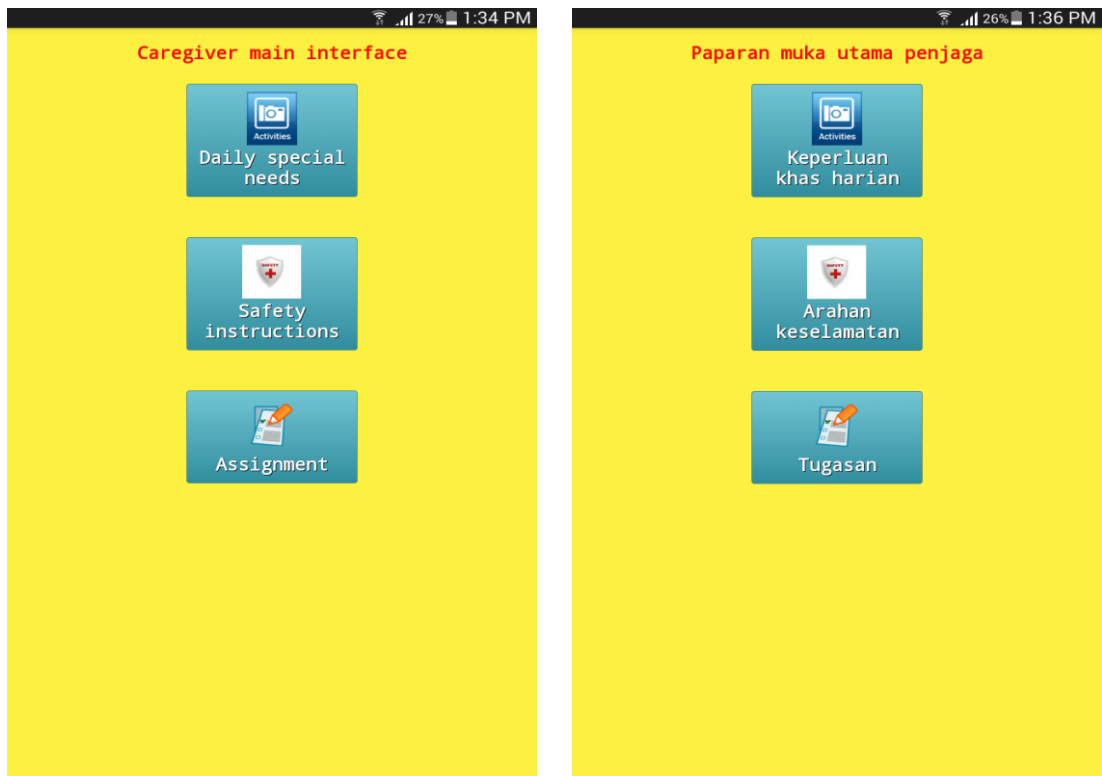 27% 1:34 PM
Caregiver main interface
Activities
Daily special
needs
SAFETY
Safety
instructions
Assignment
26% 1:36 PM
Paparan muka utama penjaga
Activities
Keperluan
khas harian
SAFETY
Arahan
keselamatan
Tugasan